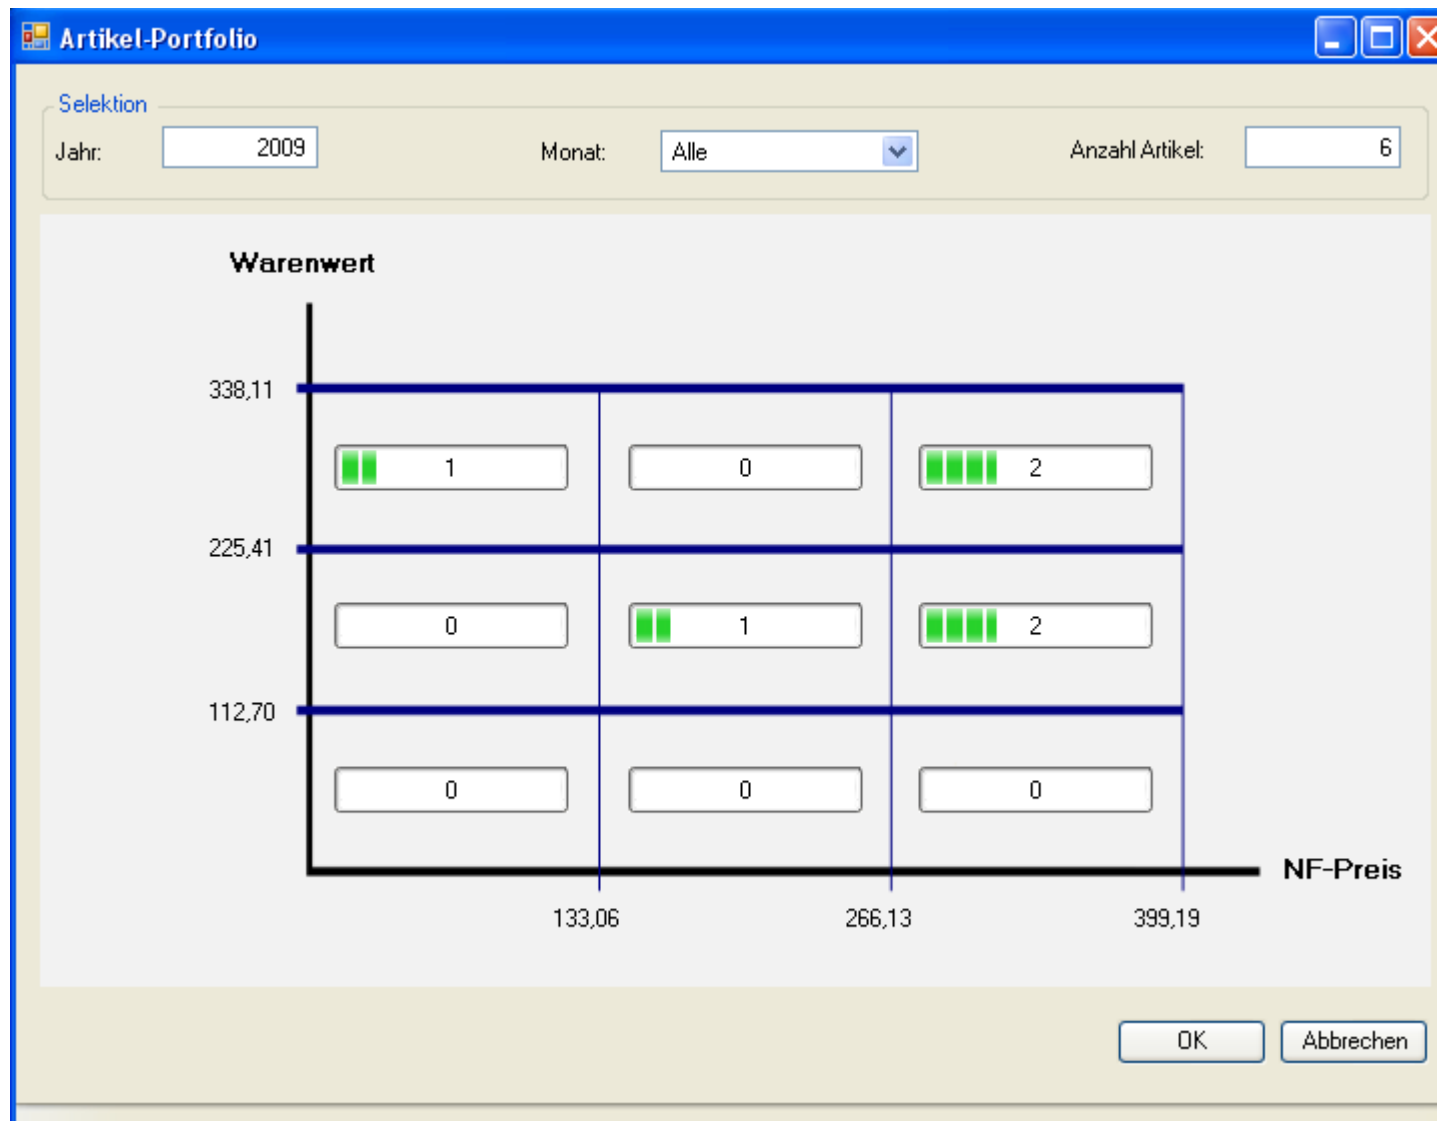 Artikel-Portfolio
Selektion
Jahr: 2009 Monat: Alle Anzahl Artikel: 6
Warenwert
338,11
1 0 2
225,41
0 1 2
112,70
0 0 0
NF-Preis
133,06 266,13 399,19
OK Abbrechen